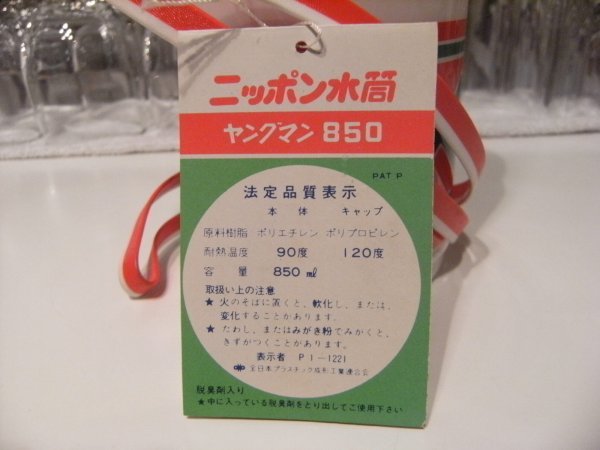 ニッポン水筒
ヤングマン 850
PAT P
法定品質表示
本体 キャップ
原料樹脂 ポリエチレン ポリプロピレン
耐熱温度 90度 120度
容量 850 ml
取扱い上の注意
★ 火のそばに置くと、軟化し、または、
変化することがあります。
★ たわし、またはみがき粉でみがくと、
きずがつくことがあります。
表示者 P1-1221
全日本プラスチック成形工業連合会
脱臭剤入り
★中に入っている脱臭剤をとり出してご使用下さい